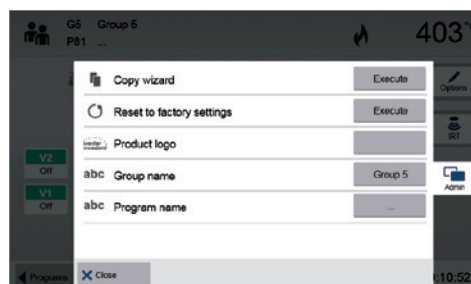 G5 Group 5
P81 ...
403°
Copy wizard Execute
Options
Reset to factory settings Execute
IRT
Product logo
V2
Off
abc Group name Group 5
Admin
V1
Off
abc Program name ...
Programs
Close
:10:52